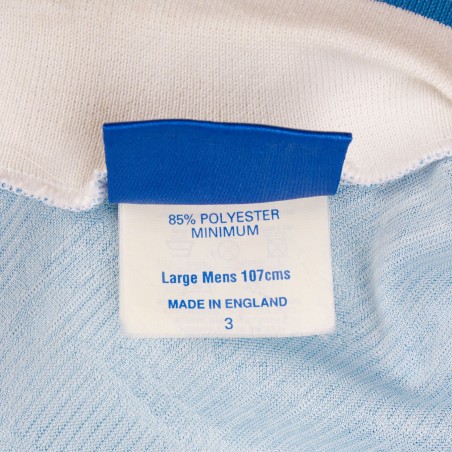 85% POLYESTER
MINIMUM
Large Mens 107cms
MADE IN ENGLAND
3